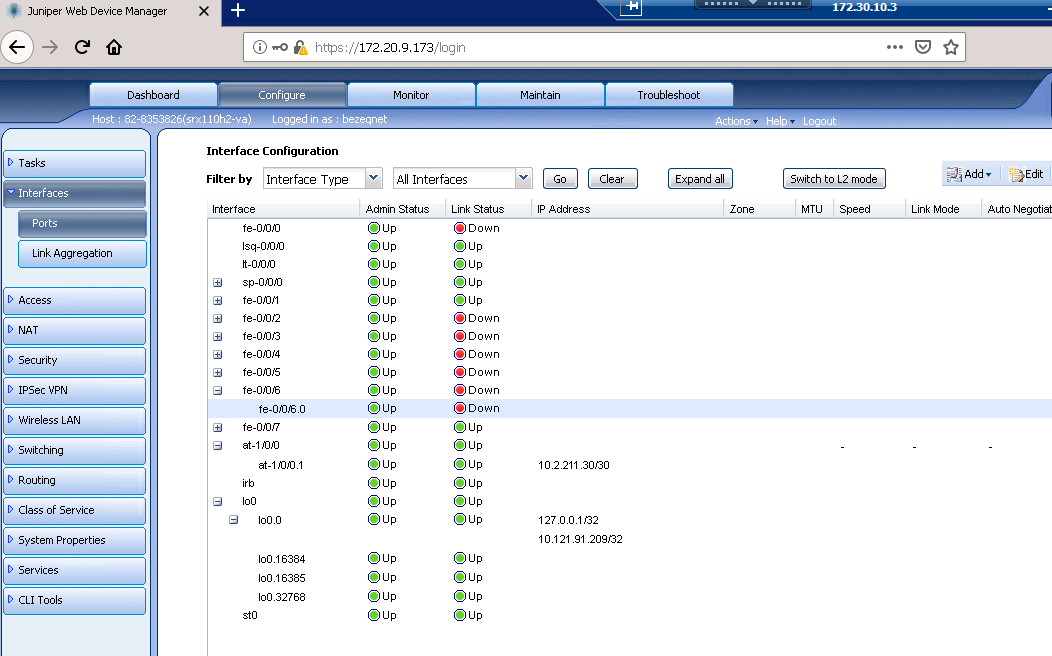 Juniper Web Device Manager
172.30.10.3
https://172.20.9.173/login
Dashboard Configure Monitor Maintain Troubleshoot
Host : 82-8353826(srx110h2-va) Logged in as : bezeqnet Actions Help Logout
Interface Configuration
Filter by Interface Type All Interfaces Go Clear Expand all Switch to L2 mode Add Edit
Tasks
Interfaces
Ports
Link Aggregation
Access
NAT
Security
IPSec VPN
Wireless LAN
Switching
Routing
Class of Service
System Properties
Services
CLI Tools
Interface Admin Status Link Status IP Address Zone MTU Speed Link Mode Auto Negotiat
fe-0/0/0 Up Down
lsq-0/0/0 Up Up
lt-0/0/0 Up Up
sp-0/0/0 Up Up
fe-0/0/1 Up Up
fe-0/0/2 Up Down
fe-0/0/3 Up Down
fe-0/0/4 Up Down
fe-0/0/5 Up Down
fe-0/0/6 Up Down
fe-0/0/6.0 Up Down
fe-0/0/7 Up Up
at-1/0/0 Up Up - - -
at-1/0/0.1 Up Up 10.2.211.30/30
irb Up Up
lo0 Up Up
lo0.0 Up Up 127.0.0.1/32
10.121.91.209/32
lo0.16384 Up Up
lo0.16385 Up Up
lo0.32768 Up Up
st0 Up Up